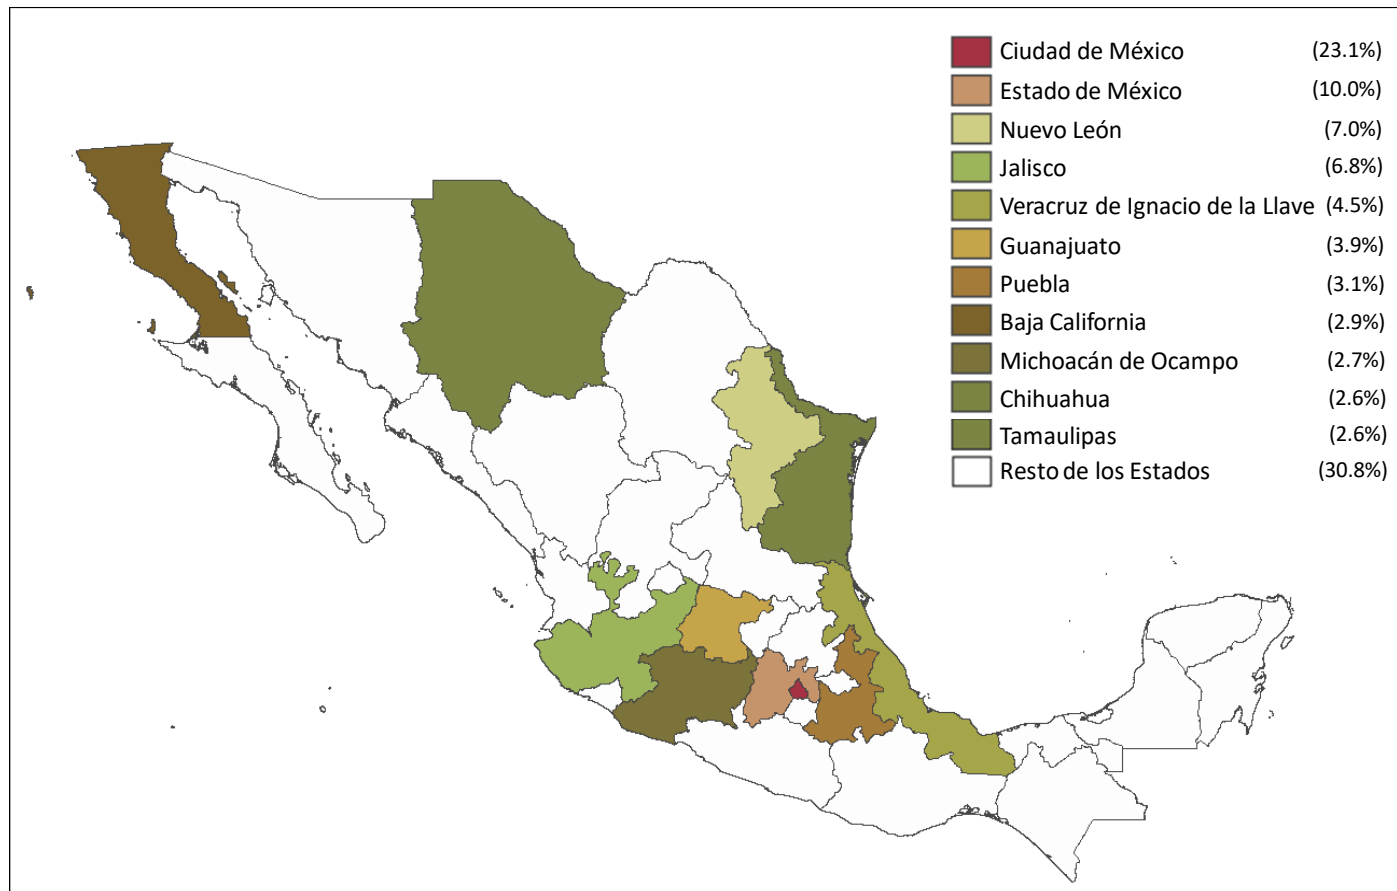 Ciudad de México (23.1%)
Estado de México (10.0%)
Nuevo León (7.0%)
Jalisco (6.8%)
Veracruz de Ignacio de la Llave (4.5%)
Guanajuato (3.9%)
Puebla (3.1%)
Baja California (2.9%)
Michoacán de Ocampo (2.7%)
Chihuahua (2.6%)
Tamaulipas (2.6%)
Resto de los Estados (30.8%)